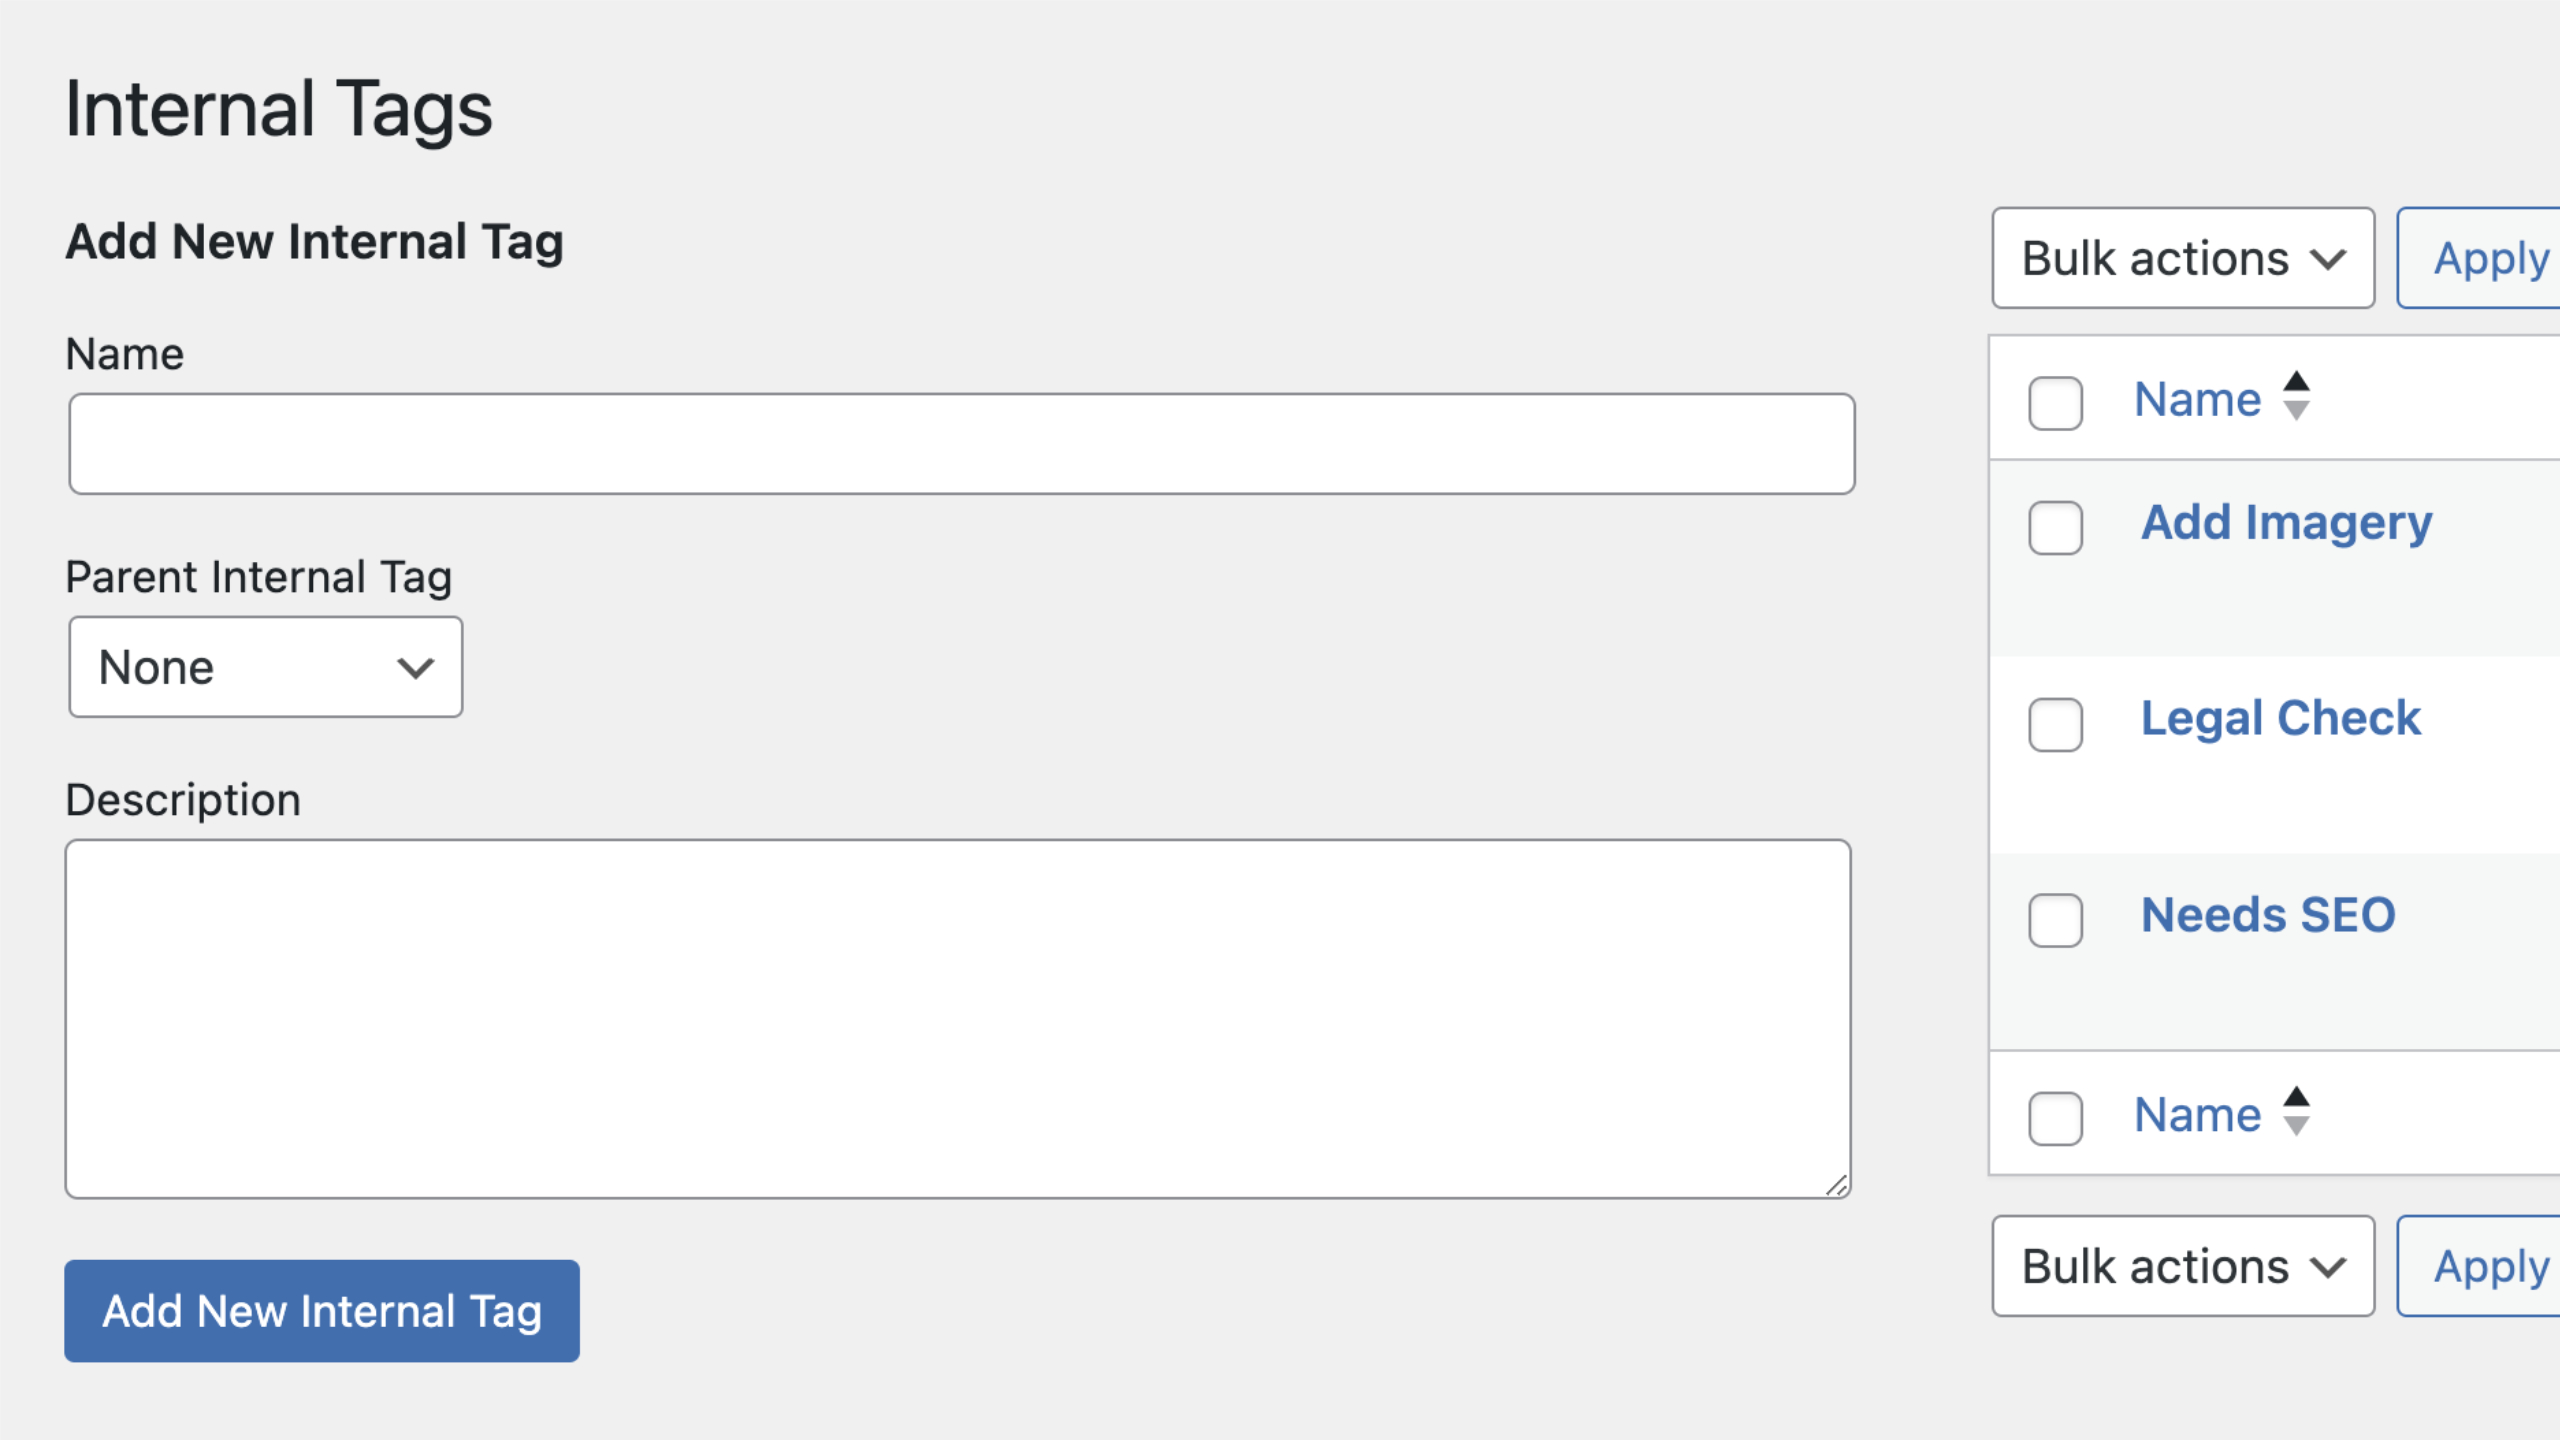 Internal Tags
Add New Internal Tag
Name
Parent Internal Tag
None
Description
Add New Internal Tag
Bulk actions
Apply
Name
Add Imagery
Legal Check
Needs SEO
Name
Bulk actions
Apply